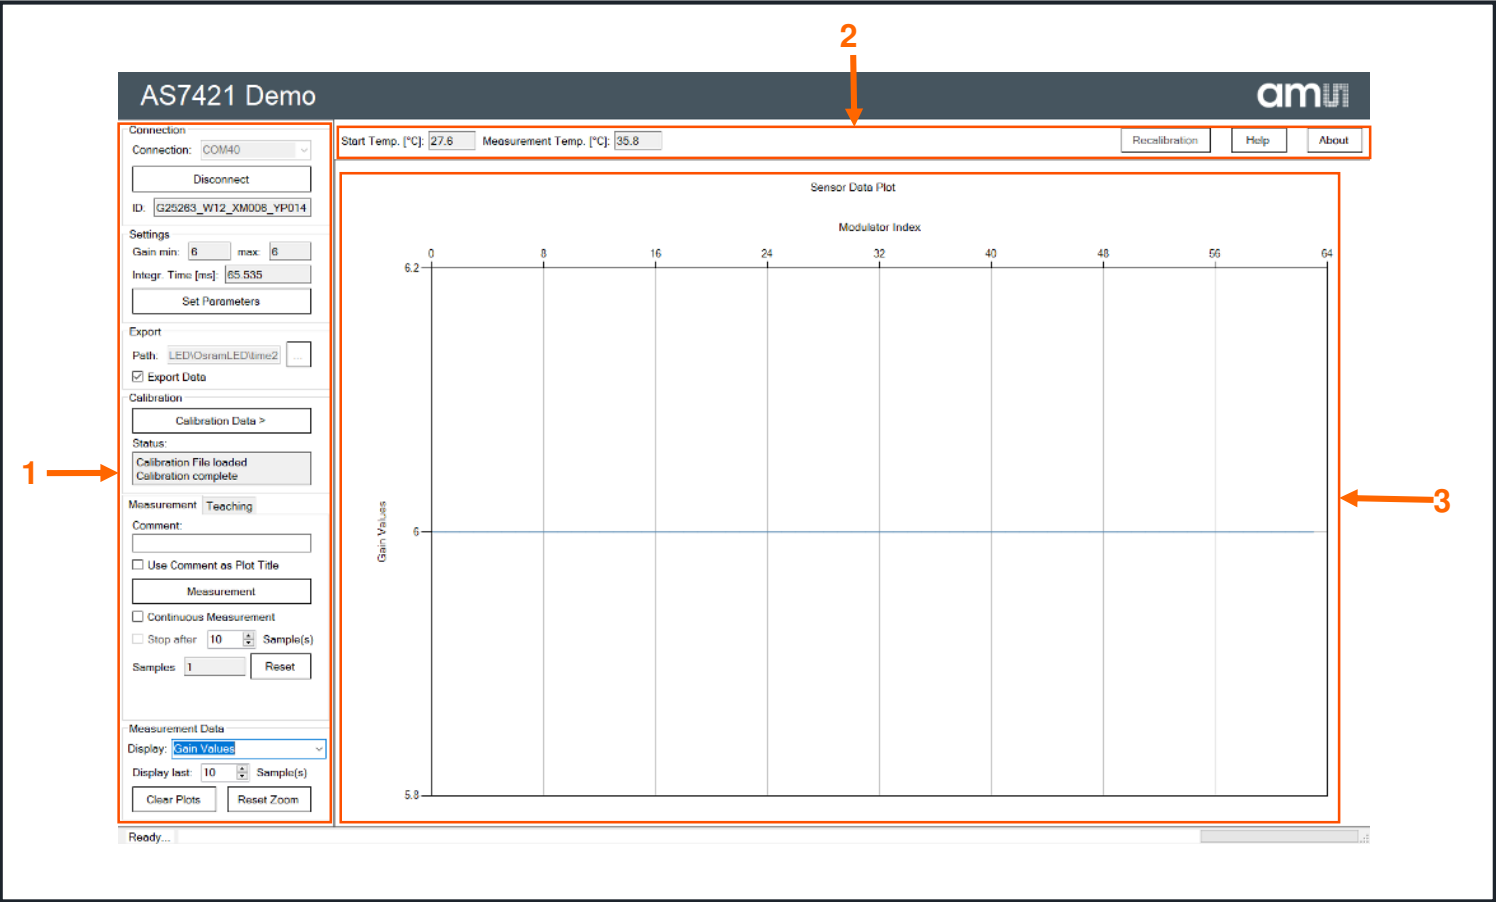 2
AS7421 Demo
amu
Connection
Connection: COM40
Disconnect
ID: G25263_W12_XM006_YP014
Settings
Gain min: 6 max: 6
Integr. Time [ms]: 65.535
Set Parameters
Export
Path: LED\OsramLED\time2 ...
Export Data
Calibration
Calibration Data >
Status:
Calibration File loaded
Calibration complete
1
Measurement Teaching
Comment:
Use Comment as Plot Title
Measurement
Continuous Measurement
Stop after 10 Sample(s)
Samples 1 Reset
Measurement Data
Display: Gain Values
Display last: 10 Sample(s)
Clear Plots Reset Zoom
Ready...
Start Temp. [°C]: 27.6 Measurement Temp. [°C]: 35.8 Recalibration Help About
Sensor Data Plot
Modulator Index
0 8 16 24 32 40 48 56 64
6.2
Gain Values
6
5.8
3